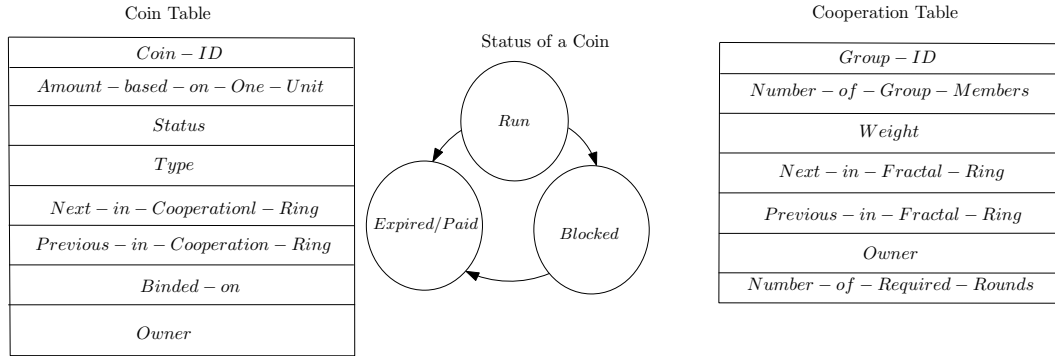 Coin Table
Coin − ID
Amount − based − on − One − Unit
Status
Type
Next − in − Cooperationl − Ring
Previous − in − Cooperation − Ring
Binded − on
Owner
Status of a Coin
Run
Expired/Paid
Blocked
Cooperation Table
Group − ID
Number − of − Group − Members
Weight
Next − in − Fractal − Ring
Previous − in − Fractal − Ring
Owner
Number − of − Required − Rounds